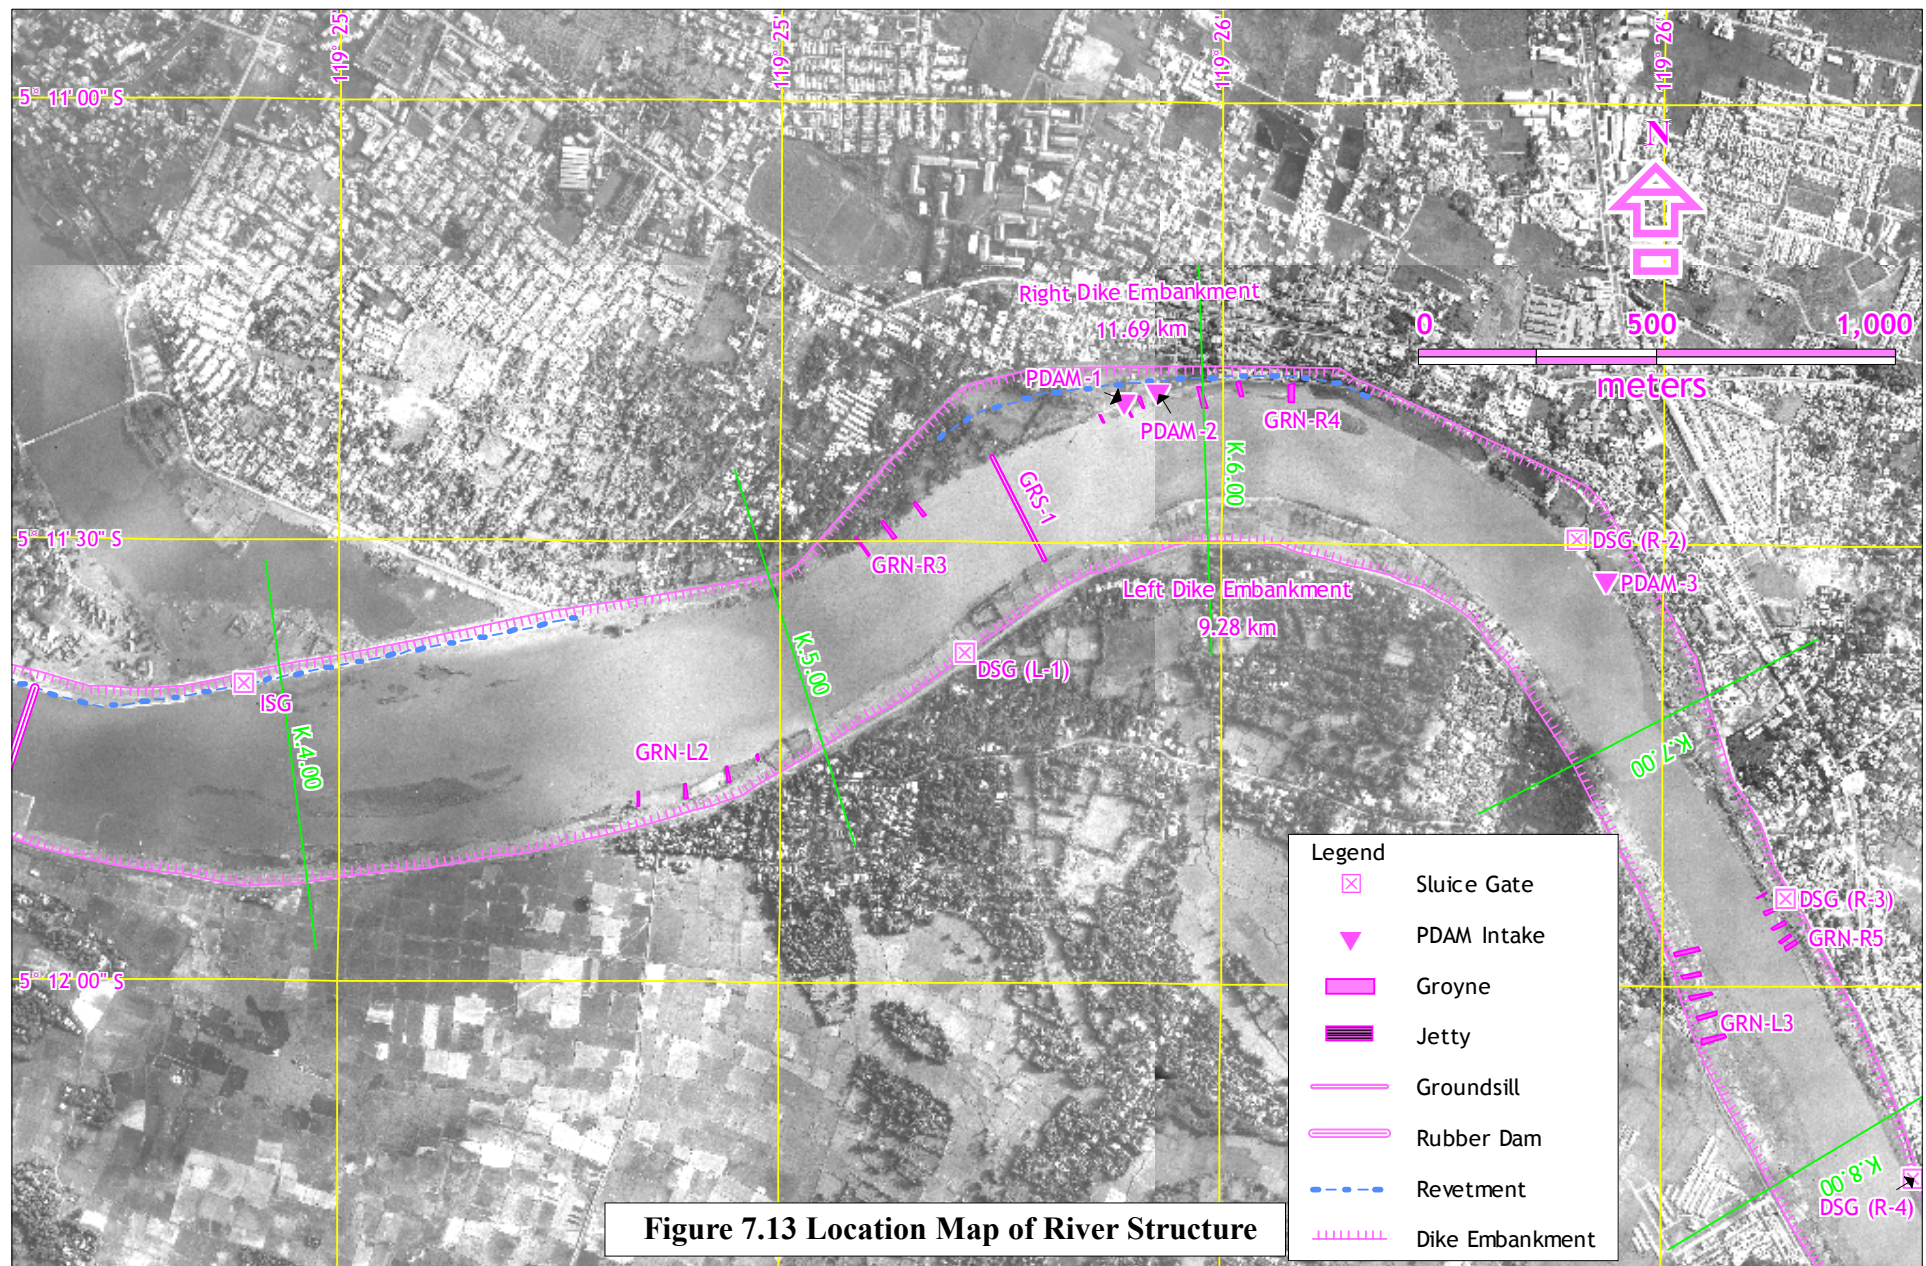 119° 25'
119° 25'
119° 26'
119° 26'
5° 11' 00" S
N
Right Dike Embankment
11.69 km
0 500 1,000
meters
PDAM-1
PDAM-2
GRN-R4
K.6.00
GRS-1
5° 11' 30" S
GRN-R3
DSG (R-2)
PDAM-3
Left Dike Embankment
9.28 km
DSG (L-1)
K.5.00
ISG
K.4.00
GRN-L2
K.7.00
DSG (R-3)
GRN-R5
5° 12' 00" S
GRN-L3
K.8.00
DSG (R-4)
Legend
Sluice Gate
PDAM Intake
Groyne
Jetty
Groundsill
Rubber Dam
Revetment
Dike Embankment
Figure 7.13 Location Map of River Structure